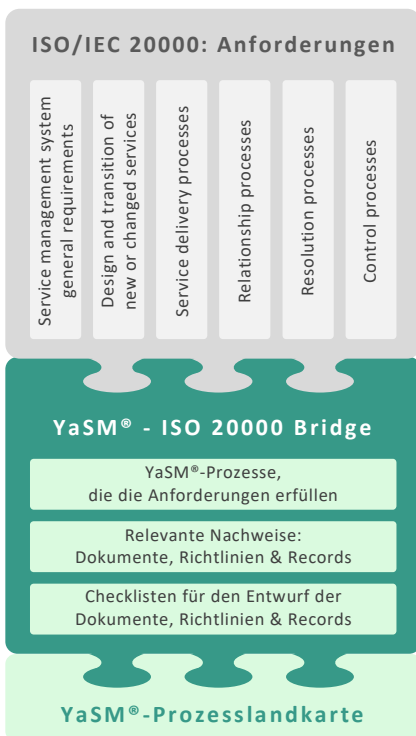 ISO/IEC 20000: Anforderungen
Service management system
general requirements
Design and transition of
new or changed services
Service delivery processes
Relationship processes
Resolution processes
Control processes
YaSM® - ISO 20000 Bridge
YaSM®-Prozesse,
die die Anforderungen erfüllen
Relevante Nachweise:
Dokumente, Richtlinien & Records
Checklisten für den Entwurf der
Dokumente, Richtlinien & Records
YaSM®-Prozesslandkarte